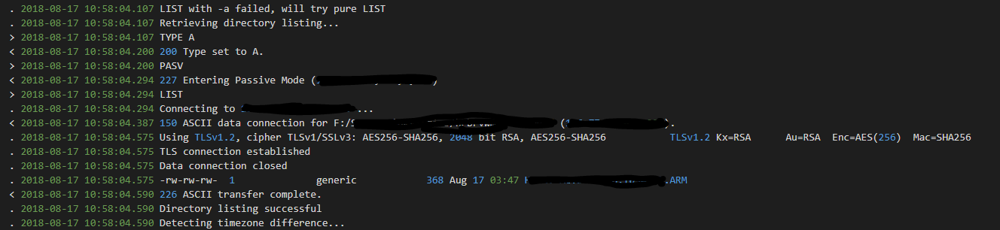 . 2018-08-17 10:58:04.107 LIST with -a failed, will try pure LIST
. 2018-08-17 10:58:04.107 Retrieving directory listing...
> 2018-08-17 10:58:04.107 TYPE A
< 2018-08-17 10:58:04.200 200 Type set to A.
> 2018-08-17 10:58:04.200 PASV
< 2018-08-17 10:58:04.294 227 Entering Passive Mode ( )
> 2018-08-17 10:58:04.294 LIST
. 2018-08-17 10:58:04.294 Connecting to ...
< 2018-08-17 10:58:04.387 150 ASCII data connection for F:/S ( ).
. 2018-08-17 10:58:04.575 Using TLSv1.2, cipher TLSv1/SSLv3: AES256-SHA256, 2048 bit RSA, AES256-SHA256 TLSv1.2 Kx=RSA Au=RSA Enc=AES(256) Mac=SHA256
. 2018-08-17 10:58:04.575 TLS connection established
. 2018-08-17 10:58:04.575 Data connection closed
. 2018-08-17 10:58:04.575 -rw-rw-rw- 1 generic 368 Aug 17 03:47 .ARM
< 2018-08-17 10:58:04.590 226 ASCII transfer complete.
. 2018-08-17 10:58:04.590 Directory listing successful
. 2018-08-17 10:58:04.590 Detecting timezone difference...